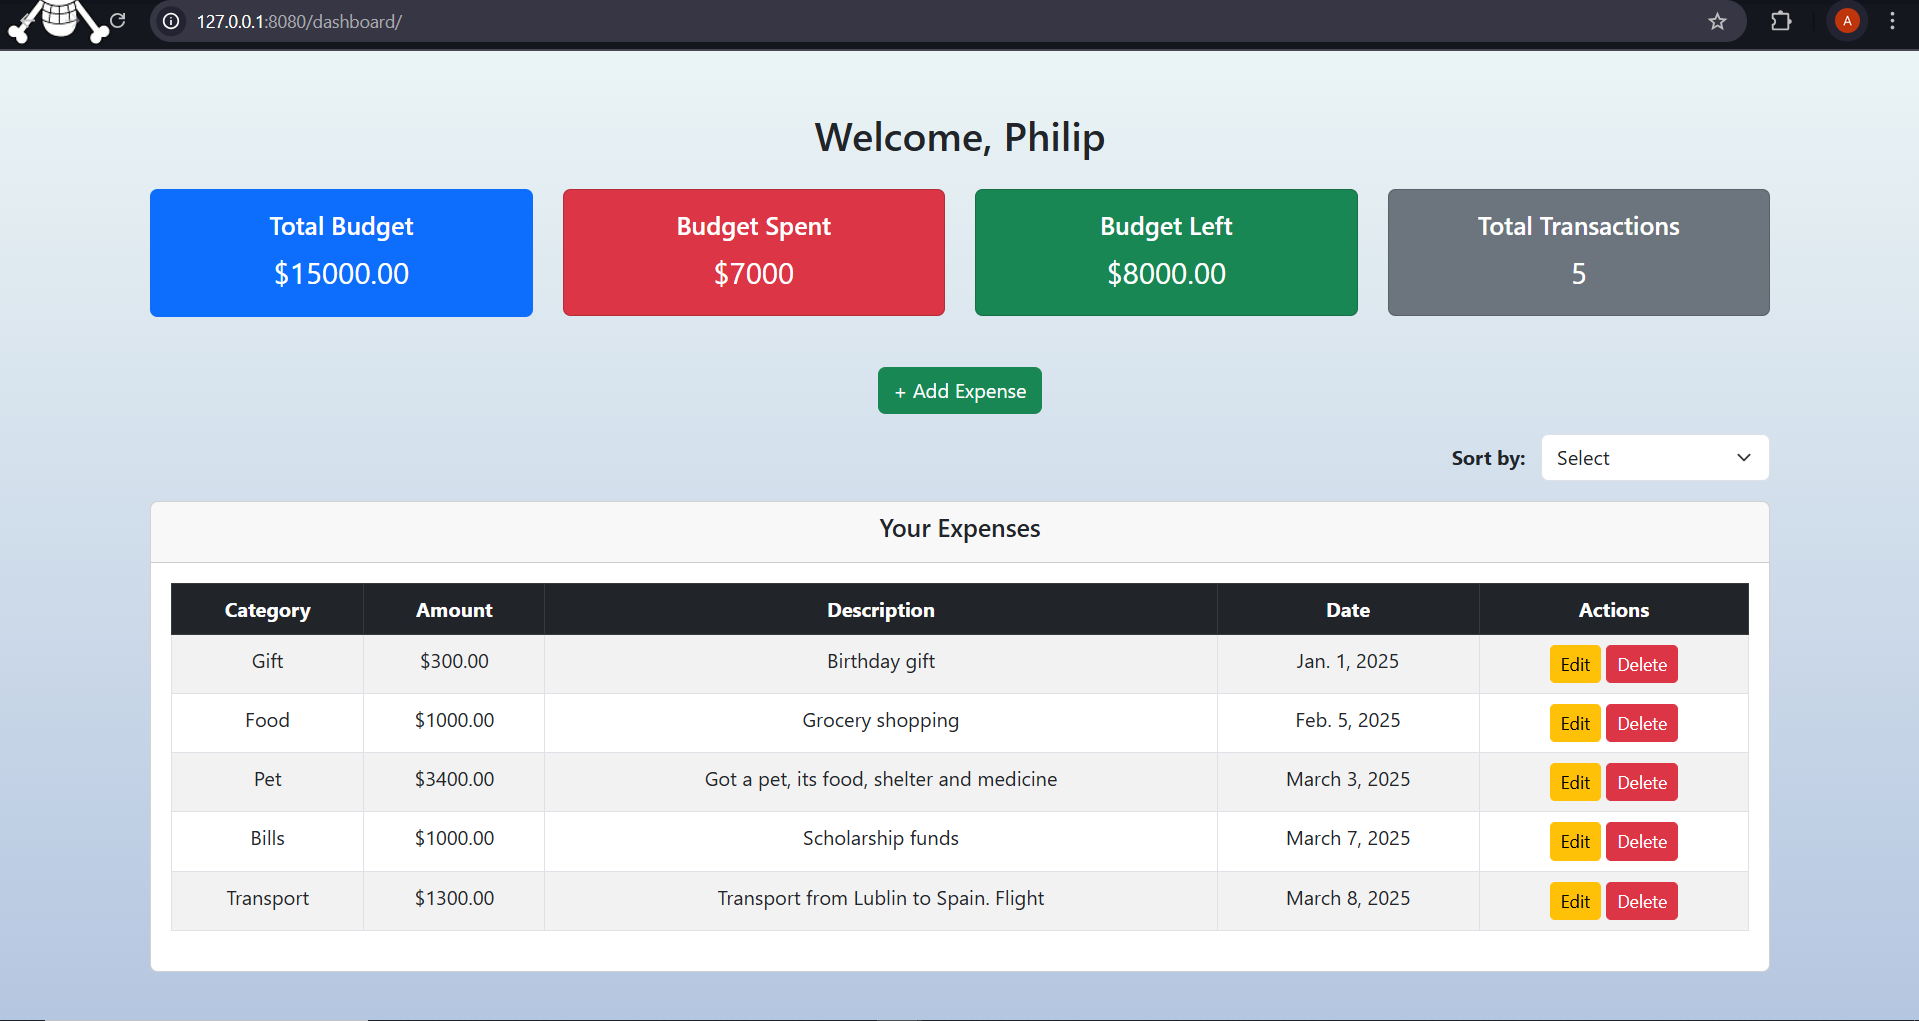 127.0.0.1:8080/dashboard/
A
Welcome, Philip
Total Budget
$15000.00
Budget Spent
$7000
Budget Left
$8000.00
Total Transactions
5
+ Add Expense
Sort by: Select
Your Expenses
Category Amount Description Date Actions
Gift $300.00 Birthday gift Jan. 1, 2025 Edit Delete
Food $1000.00 Grocery shopping Feb. 5, 2025 Edit Delete
Pet $3400.00 Got a pet, its food, shelter and medicine March 3, 2025 Edit Delete
Bills $1000.00 Scholarship funds March 7, 2025 Edit Delete
Transport $1300.00 Transport from Lublin to Spain. Flight March 8, 2025 Edit Delete